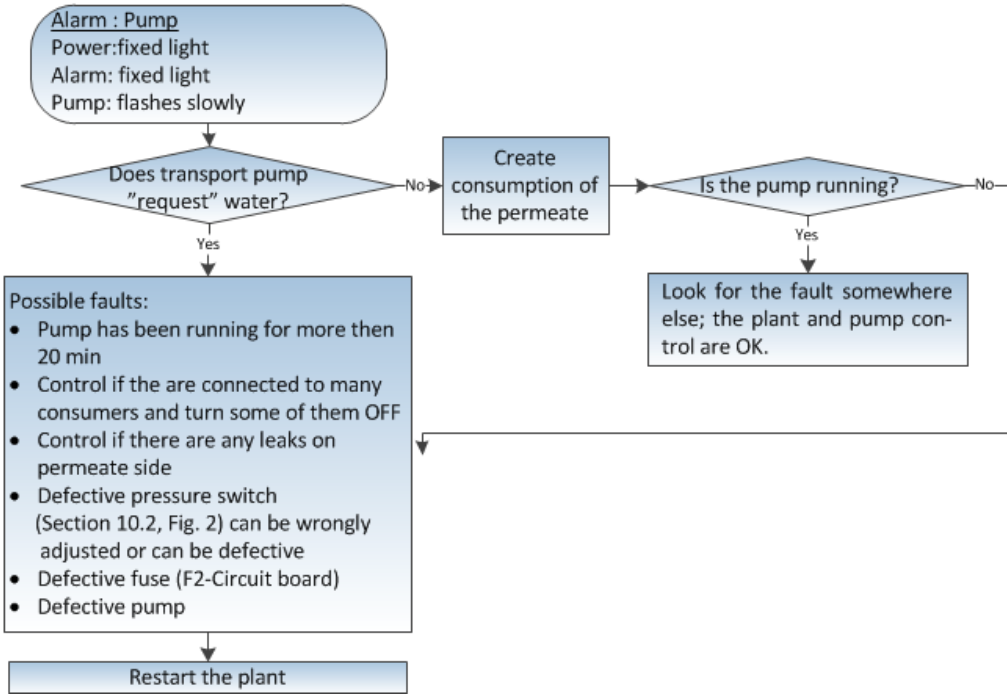 Alarm : Pump
Power:fixed light
Alarm: fixed light
Pump: flashes slowly
Does transport pump
”request” water?
No
Create
consumption of
the permeate
Is the pump running?
No
Yes
Yes
Look for the fault somewhere
else; the plant and pump con-
trol are OK.
Possible faults:
• Pump has been running for more then
20 min
• Control if the are connected to many
consumers and turn some of them OFF
• Control if there are any leaks on
permeate side
• Defective pressure switch
(Section 10.2, Fig. 2) can be wrongly
adjusted or can be defective
• Defective fuse (F2-Circuit board)
• Defective pump
Restart the plant